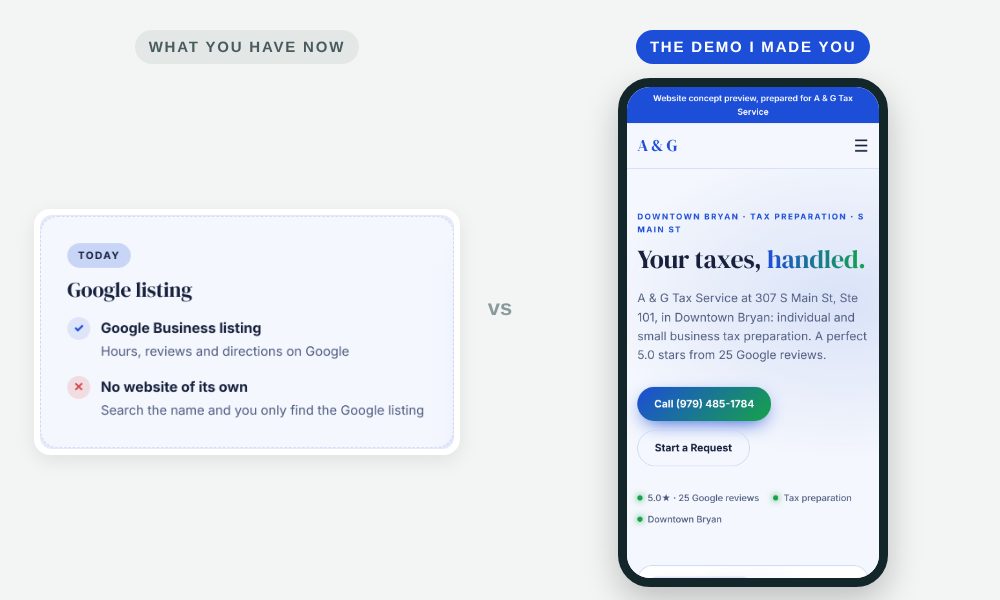 WHAT YOU HAVE NOW
TODAY
Google listing
Google Business listing
Hours, reviews and directions on Google
No website of its own
Search the name and you only find the Google listing
vs
THE DEMO I MADE YOU
Website concept preview, prepared for A & G Tax
Service
A & G
DOWNTOWN BRYAN · TAX PREPARATION · S
MAIN ST
Your taxes, handled.
A & G Tax Service at 307 S Main St, Ste
101, in Downtown Bryan: individual and
small business tax preparation. A perfect
5.0 stars from 25 Google reviews.
Call (979) 485-1784
Start a Request
5.0★ · 25 Google reviews
Tax preparation
Downtown Bryan